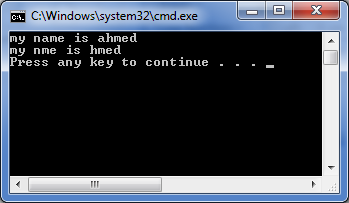 C:\Windows\system32\cmd.exe
my name is ahmed
my nme is hmed
Press any key to continue . . . _